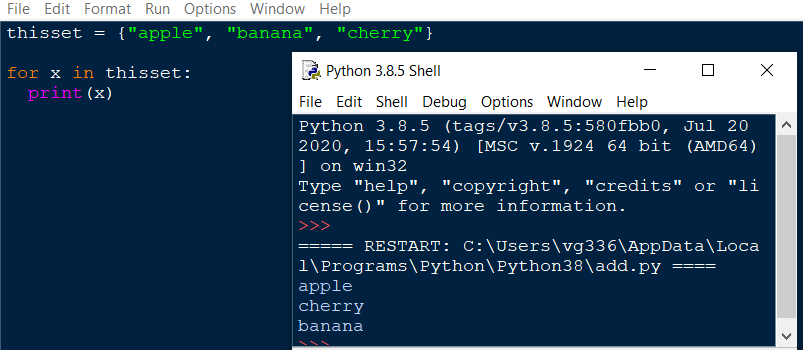 File Edit Format Run Options Window Help
thisset = {"apple", "banana", "cherry"}
for x in thisset:
  print(x)
Python 3.8.5 Shell
File Edit Shell Debug Options Window Help
Python 3.8.5 (tags/v3.8.5:580fbb0, Jul 20
2020, 15:57:54) [MSC v.1924 64 bit (AMD64)
] on win32
Type "help", "copyright", "credits" or "li
cense()" for more information.
>>>
===== RESTART: C:\Users\vg336\AppData\Loca
l\Programs\Python\Python38\add.py ====
apple
cherry
banana
>>>